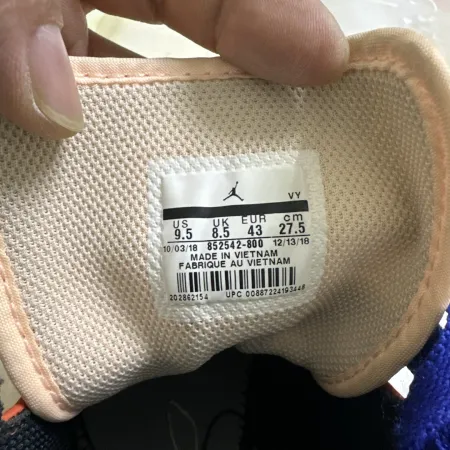 VY
US UK EUR cm
9.5 8.5 43 27.5
10/03/18 852542-800 12/13/18
MADE IN VIETNAM
FABRIQUE AU VIETNAM
202862154 UPC 00887224193448